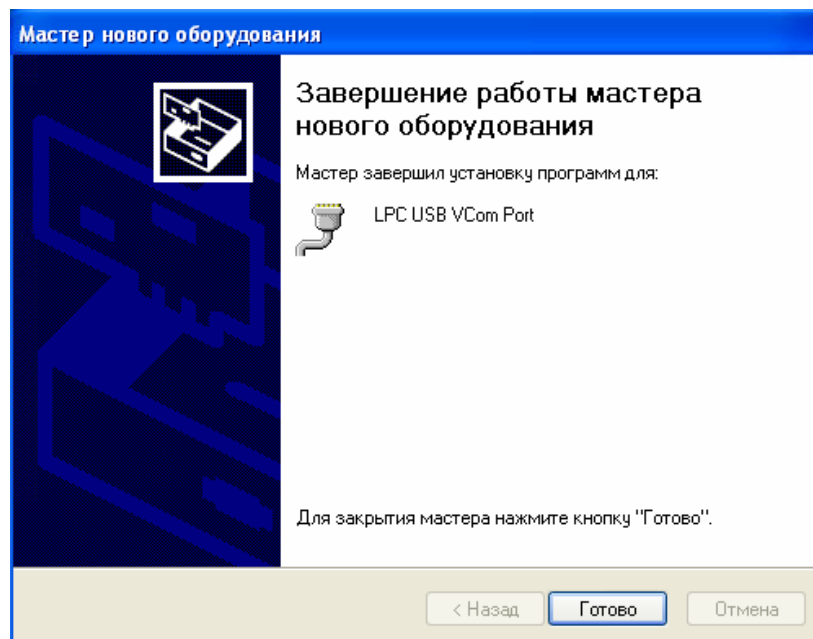 Мастер нового оборудования
Завершение работы мастера
нового оборудования
Мастер завершил установку программ для:
LPC USB VCom Port
Для закрытия мастера нажмите кнопку "Готово".
< Назад
Готово
Отмена